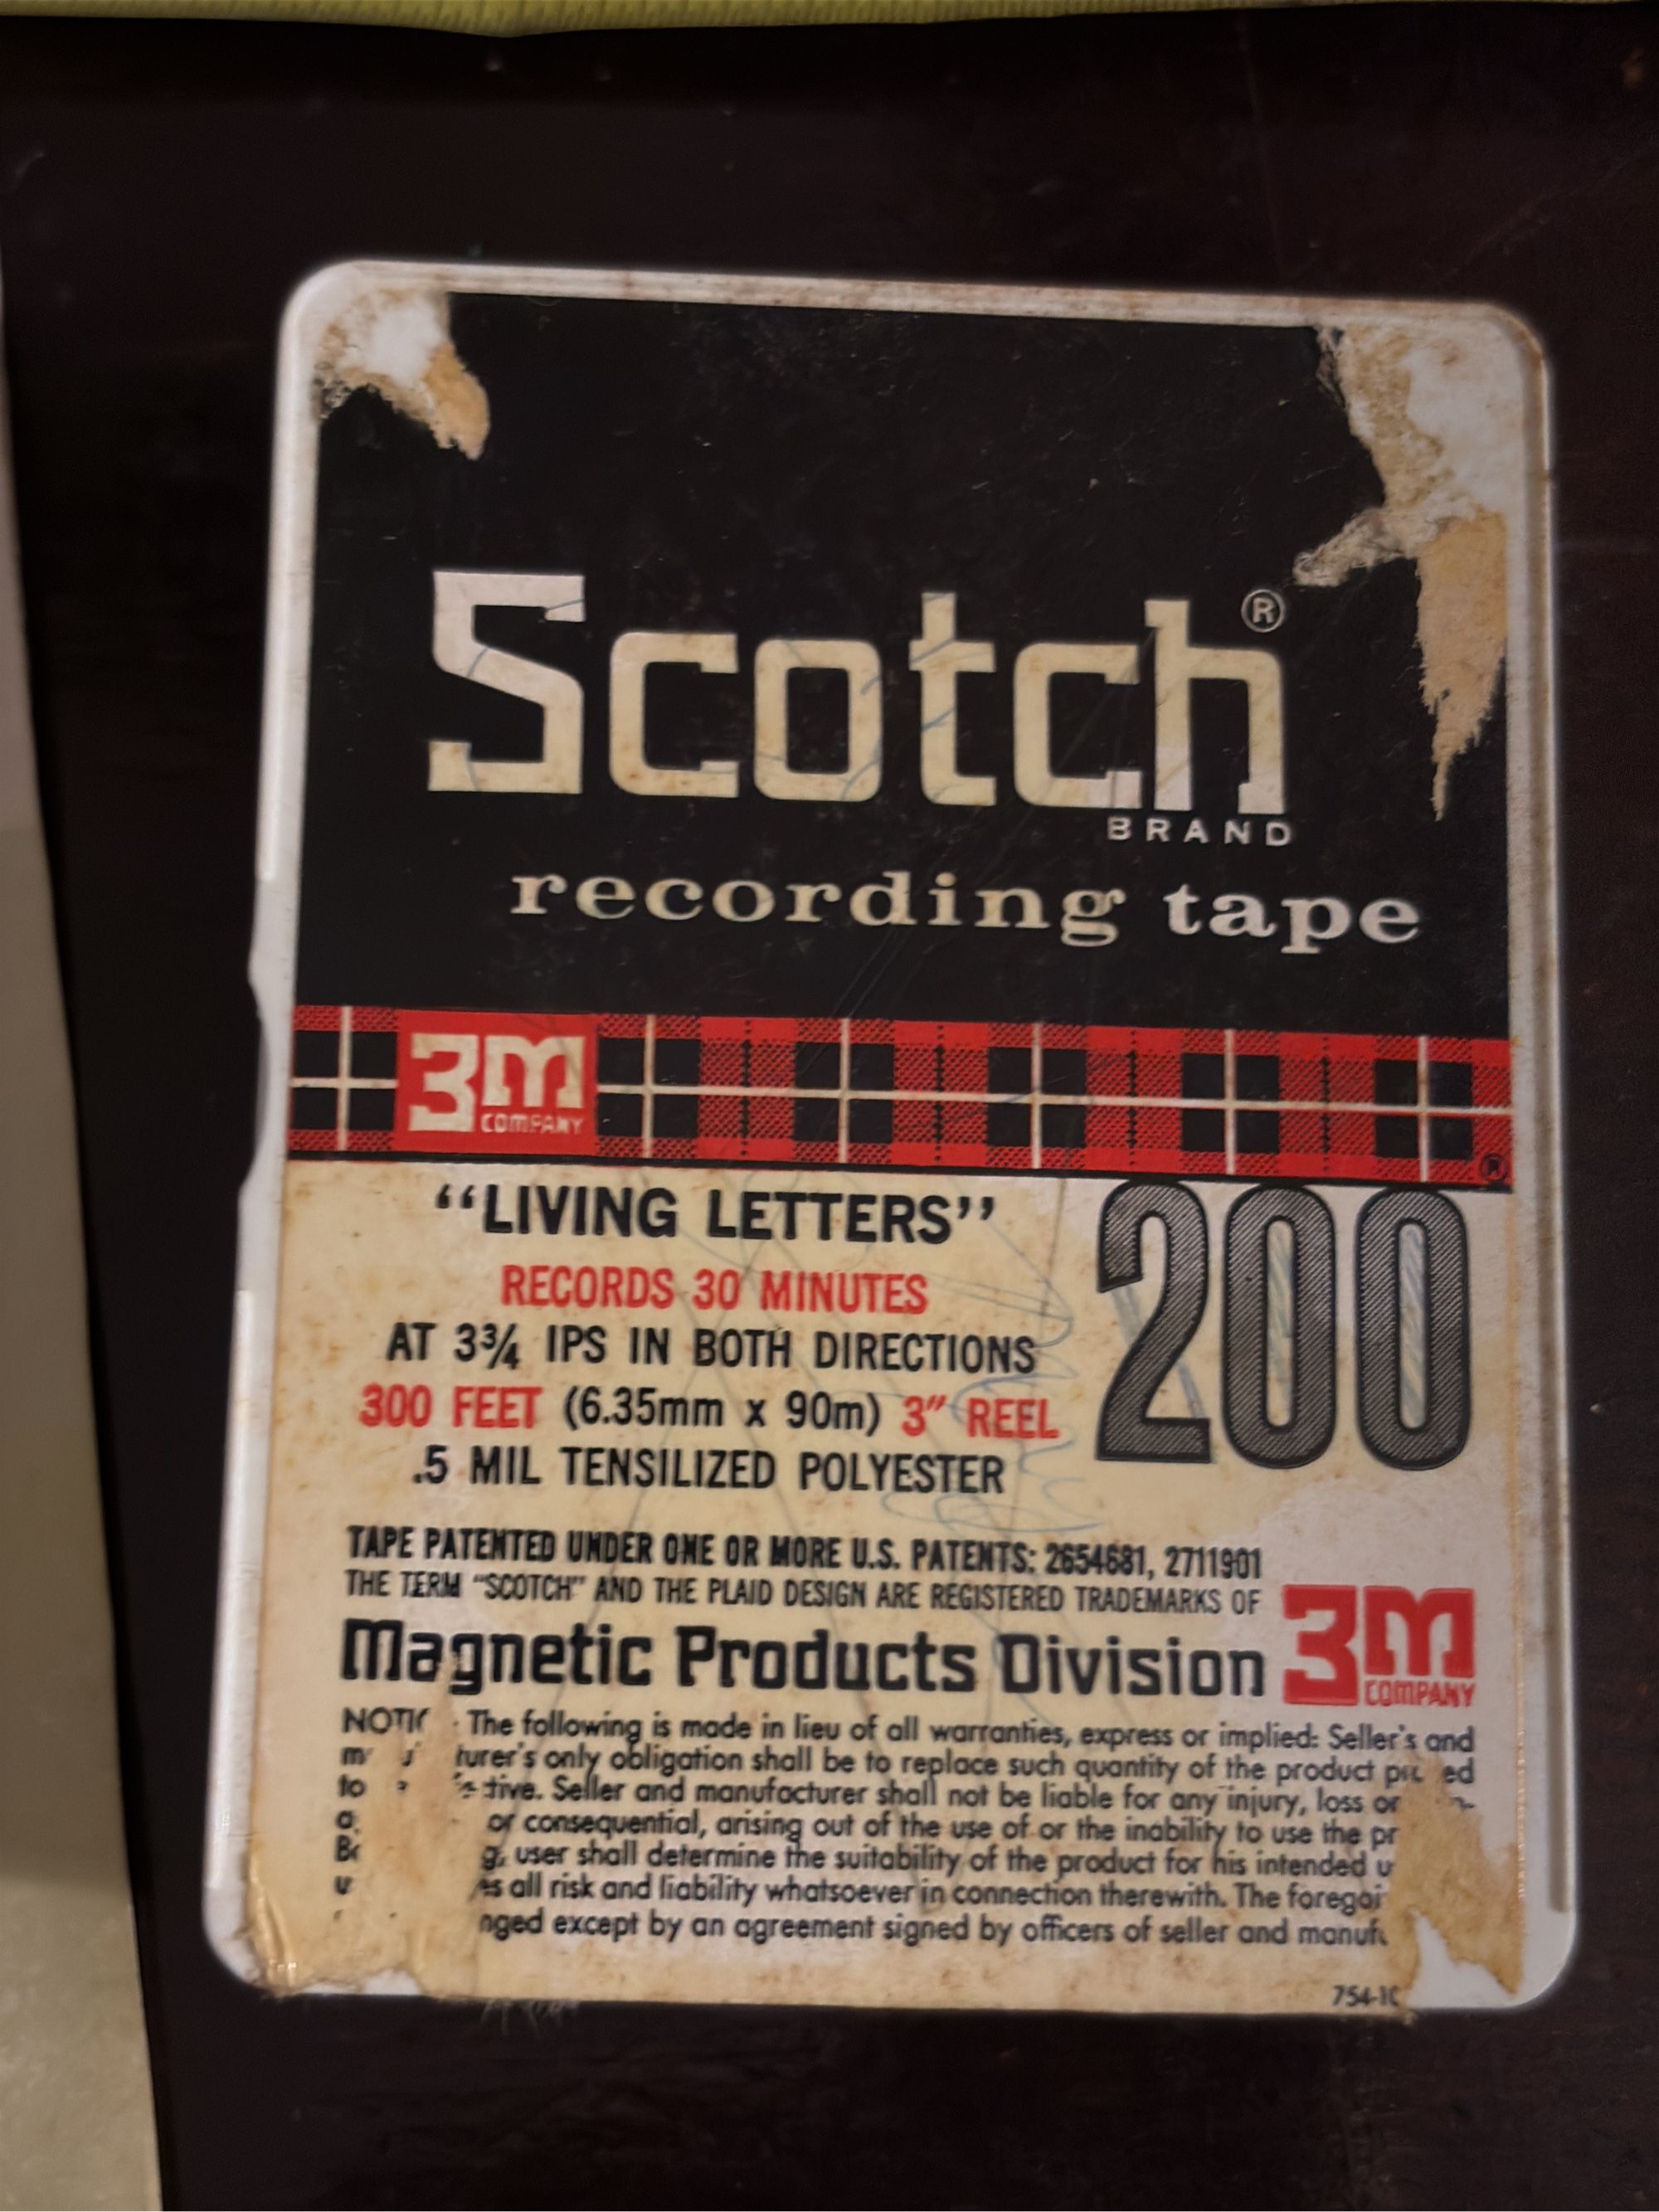 Scotch®
BRAND
recording tape
3M
COMPANY
®
“LIVING LETTERS”
200
RECORDS 30 MINUTES
AT 3¾ IPS IN BOTH DIRECTIONS
300 FEET (6.35mm x 90m) 3” REEL
.5 MIL TENSILIZED POLYESTER
TAPE PATENTED UNDER ONE OR MORE U.S. PATENTS: 2654681, 2711901
THE TERM “SCOTCH” AND THE PLAID DESIGN ARE REGISTERED TRADEMARKS OF
Magnetic Products Division 3M
COMPANY
The following is made in lieu of all warranties, express or implied: Seller's and
only obligation shall be to replace such quantity of the product
to Seller and manufacturer shall not be liable for any injury, loss or
or consequential, arising out of the use of or the inability to use the
user shall determine the suitability of the product for his intended
all risk and liability whatsoever in connection therewith. The
except by an agreement signed by officers of seller and